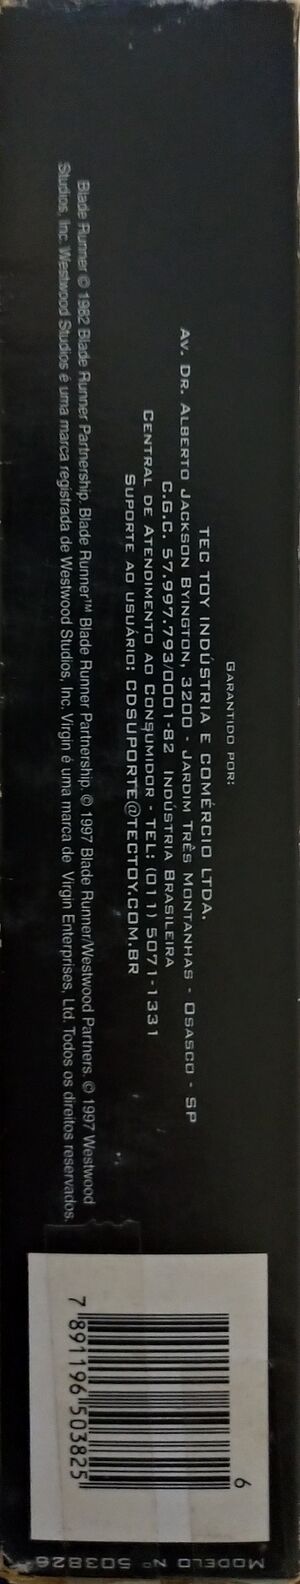 GARANTIDO POR:
TEC TOY INDÚSTRIA E COMÉRCIO LTDA.
AV. DR. ALBERTO JACKSON BYINGTON, 3200 - JARDIM TRÊS MONTANHAS - OSASCO - SP
C.G.C. 57.997.793/0001-82 INDÚSTRIA BRASILEIRA
CENTRAL DE ATENDIMENTO AO CONSUMIDOR - TEL: (011) 5071-1331
SUPORTE AO USUÁRIO: CDSUPORTE@TECTOY.COM.BR
Blade Runner © 1982 Blade Runner Partnership. Blade Runner™ Blade Runner Partnership. © 1997 Blade Runner/Westwood Partners. © 1997 Westwood
Studios, Inc. Westwood Studios é uma marca registrada de Westwood Studios, Inc. Virgin é uma marca de Virgin Enterprises, Ltd. Todos os direitos reservados.
6
7 891196 503825
MODELO Nº 503826